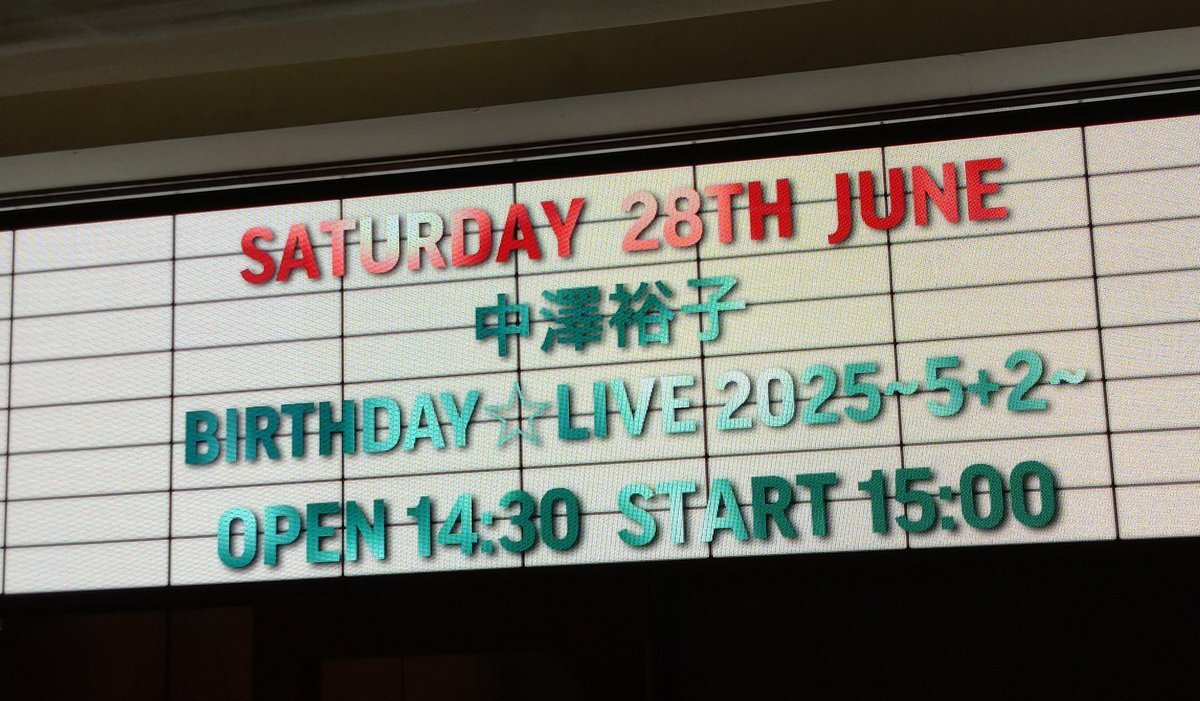 SATURDAY 28TH JUNE
中澤裕子
BIRTHDAY☆LIVE 2025~5+2~
OPEN 14:30 START 15:00